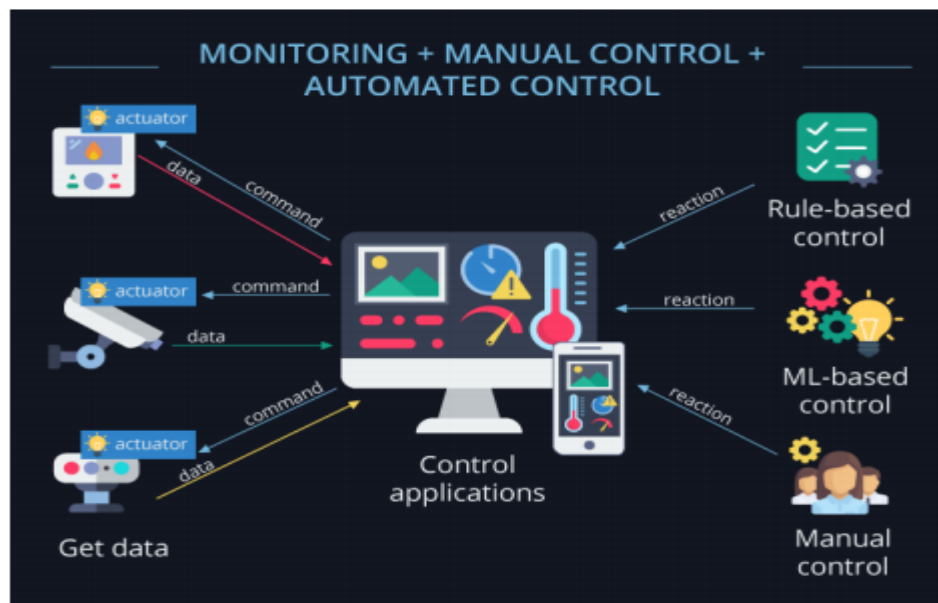 MONITORING + MANUAL CONTROL +
AUTOMATED CONTROL
actuator
data
command
reaction
Rule-based
control
actuator
command
data
reaction
ML-based
control
actuator
command
data
reaction
Control
applications
Get data
Manual
control